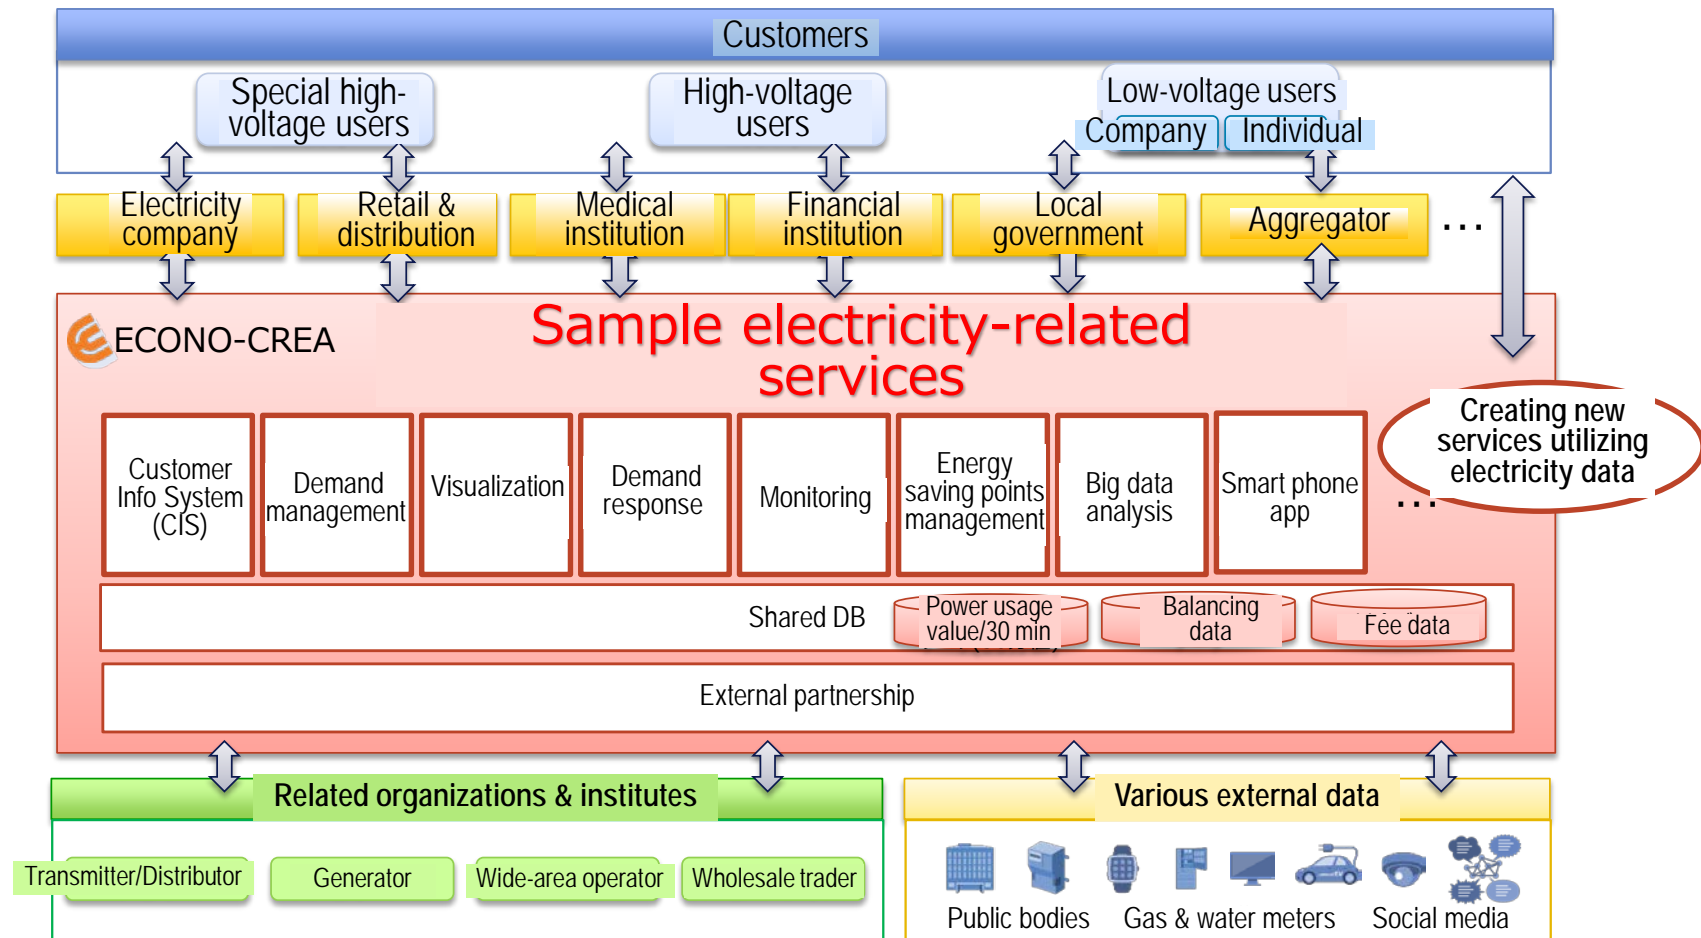 Customers
Special high-
voltage users
High-voltage
users
Low-voltage users
Company
Individual
Electricity
company
Retail &
distribution
Medical
institution
Financial
institution
Local
government
Aggregator
...
ECONO-CREA
Sample electricity-related
services
Creating new
services utilizing
electricity data
Customer
Info System
(CIS)
Demand
management
Visualization
Demand
response
Monitoring
Energy
saving points
management
Big data
analysis
Smart phone
app
...
Shared DB
Power usage
value/30 min
Balancing
data
Fee data
External partnership
Related organizations & institutes
Transmitter/Distributor
Generator
Wide-area operator
Wholesale trader
Various external data
Public bodies
Gas & water meters
Social media